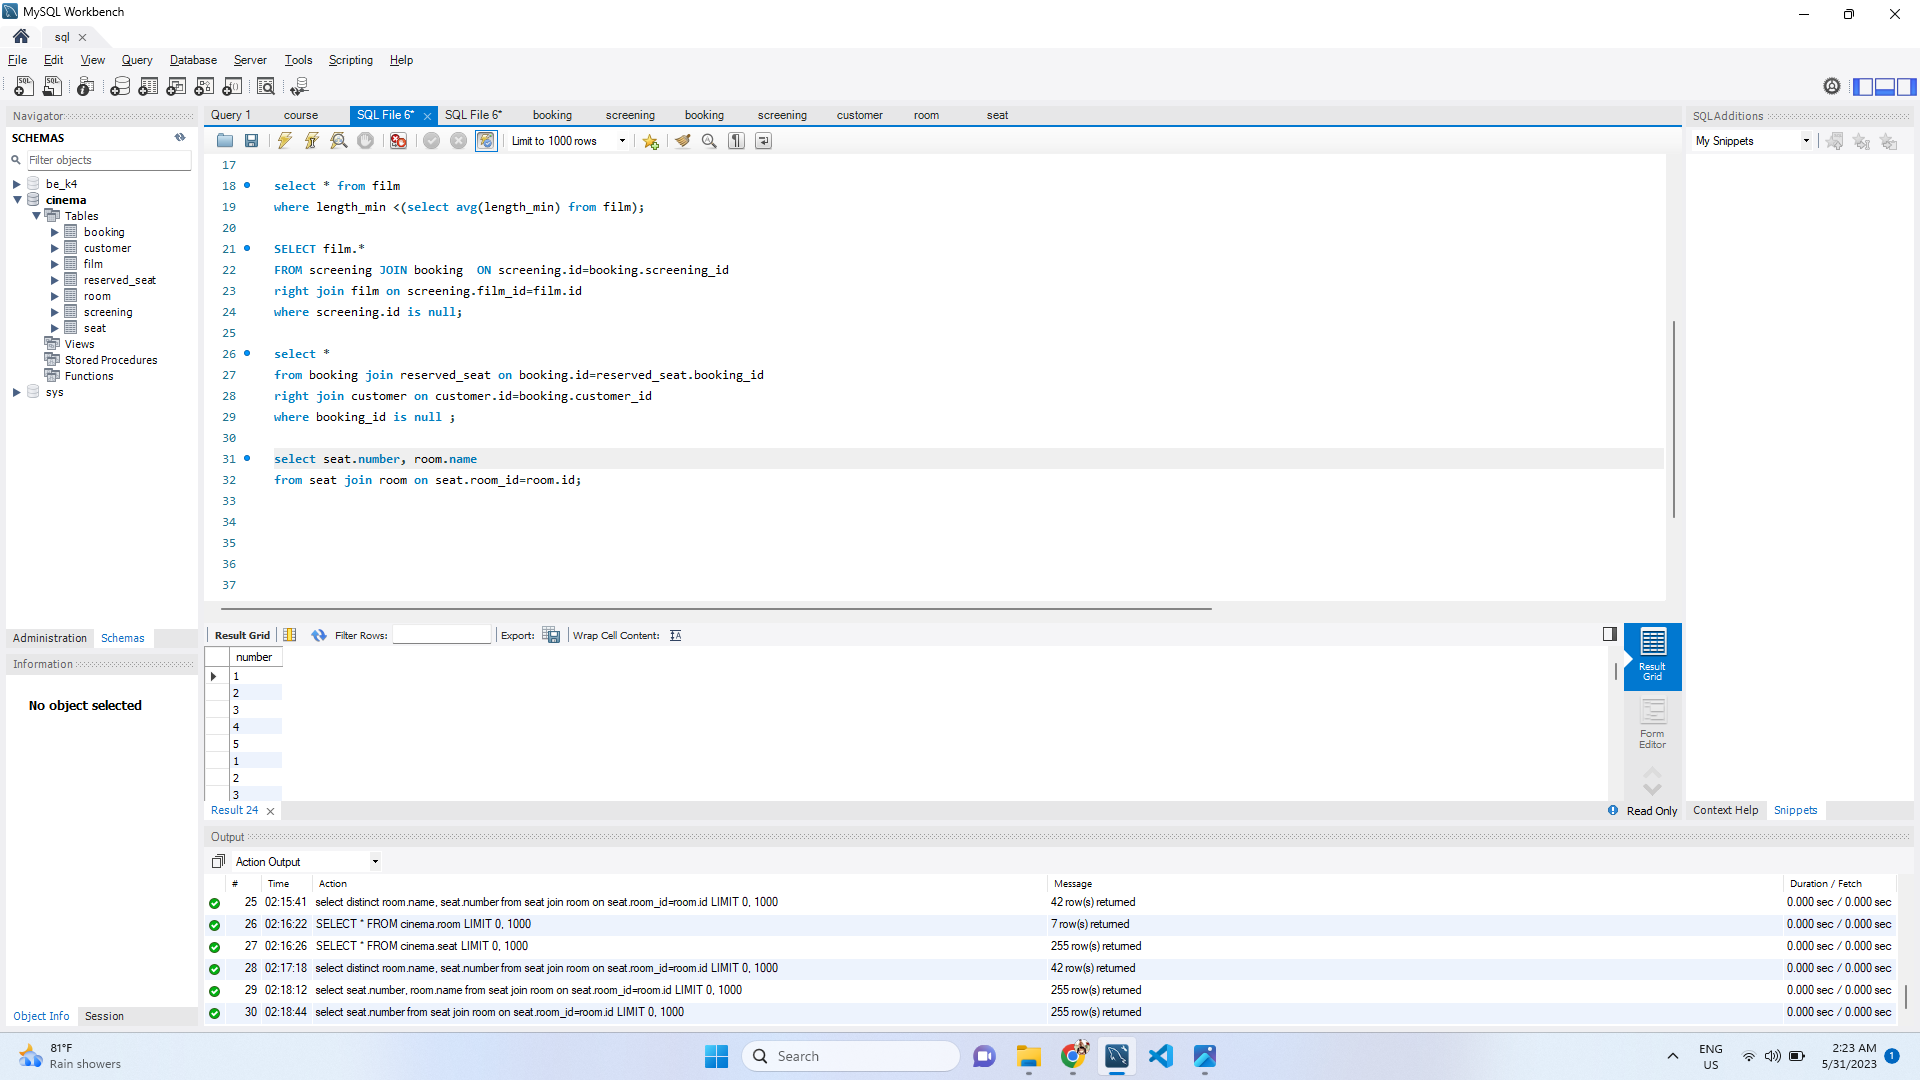 MySQL Workbench
sql
File Edit View Query Database Server Tools Scripting Help
Navigator
SCHEMAS
Filter objects
be_k4
cinema
Tables
booking
customer
film
reserved_seat
room
screening
seat
Views
Stored Procedures
Functions
sys
Administration Schemas
Information
No object selected
Object Info Session
Query 1 course SQL File 6* SQL File 6* booking screening booking screening customer room seat
Limit to 1000 rows
17
18 select * from film
19 where length_min <(select avg(length_min) from film);
20
21 SELECT film.*
22 FROM screening JOIN booking  ON screening.id=booking.screening_id
23 right join film on screening.film_id=film.id
24 where screening.id is null;
25
26 select *
27 from booking join reserved_seat on booking.id=reserved_seat.booking_id
28 right join customer on customer.id=booking.customer_id
29 where booking_id is null ;
30
31 select seat.number, room.name
32 from seat join room on seat.room_id=room.id;
33
34
35
36
37
Result Grid Filter Rows: Export: Wrap Cell Content:
number
1
2
3
4
5
1
2
3
Result Grid
Form Editor
Result 24
Read Only
SQLAdditions
My Snippets
Context Help Snippets
Output
Action Output
# Time Action Message Duration / Fetch
25 02:15:41 select distinct room.name, seat.number from seat join room on seat.room_id=room.id LIMIT 0, 1000 42 row(s) returned 0.000 sec / 0.000 sec
26 02:16:22 SELECT * FROM cinema.room LIMIT 0, 1000 7 row(s) returned 0.000 sec / 0.000 sec
27 02:16:26 SELECT * FROM cinema.seat LIMIT 0, 1000 255 row(s) returned 0.000 sec / 0.000 sec
28 02:17:18 select distinct room.name, seat.number from seat join room on seat.room_id=room.id LIMIT 0, 1000 42 row(s) returned 0.000 sec / 0.000 sec
29 02:18:12 select seat.number, room.name from seat join room on seat.room_id=room.id LIMIT 0, 1000 255 row(s) returned 0.000 sec / 0.000 sec
30 02:18:44 select seat.number from seat join room on seat.room_id=room.id LIMIT 0, 1000 255 row(s) returned 0.000 sec / 0.000 sec
81°F
Rain showers
Search
ENG
US
2:23 AM
5/31/2023
1